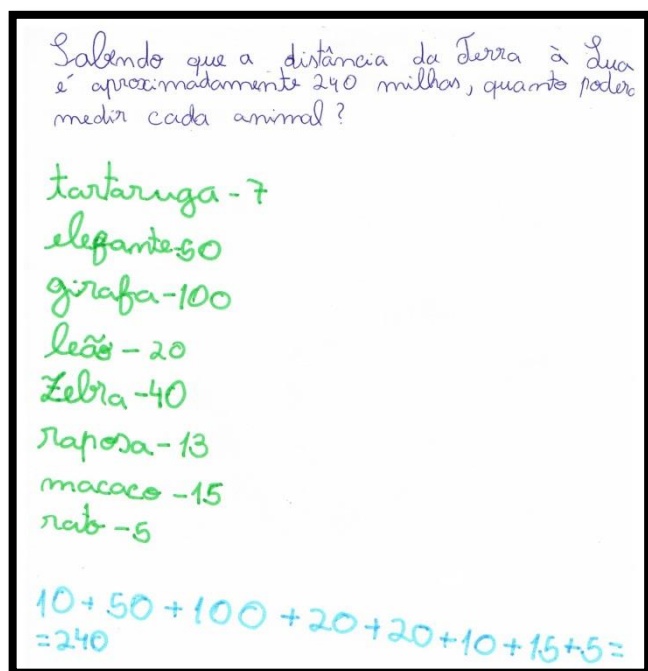 Sabendo que a distância da Terra à Lua
é aproximadamente 240 milhas, quanto poderá
medir cada animal?
tartaruga - 7
elefante - 50
girafa - 100
leão - 20
Zebra - 40
raposa - 13
macaco - 15
rato - 5
10 + 50 + 100 + 20 + 20 + 10 + 15 + 5 =
= 240